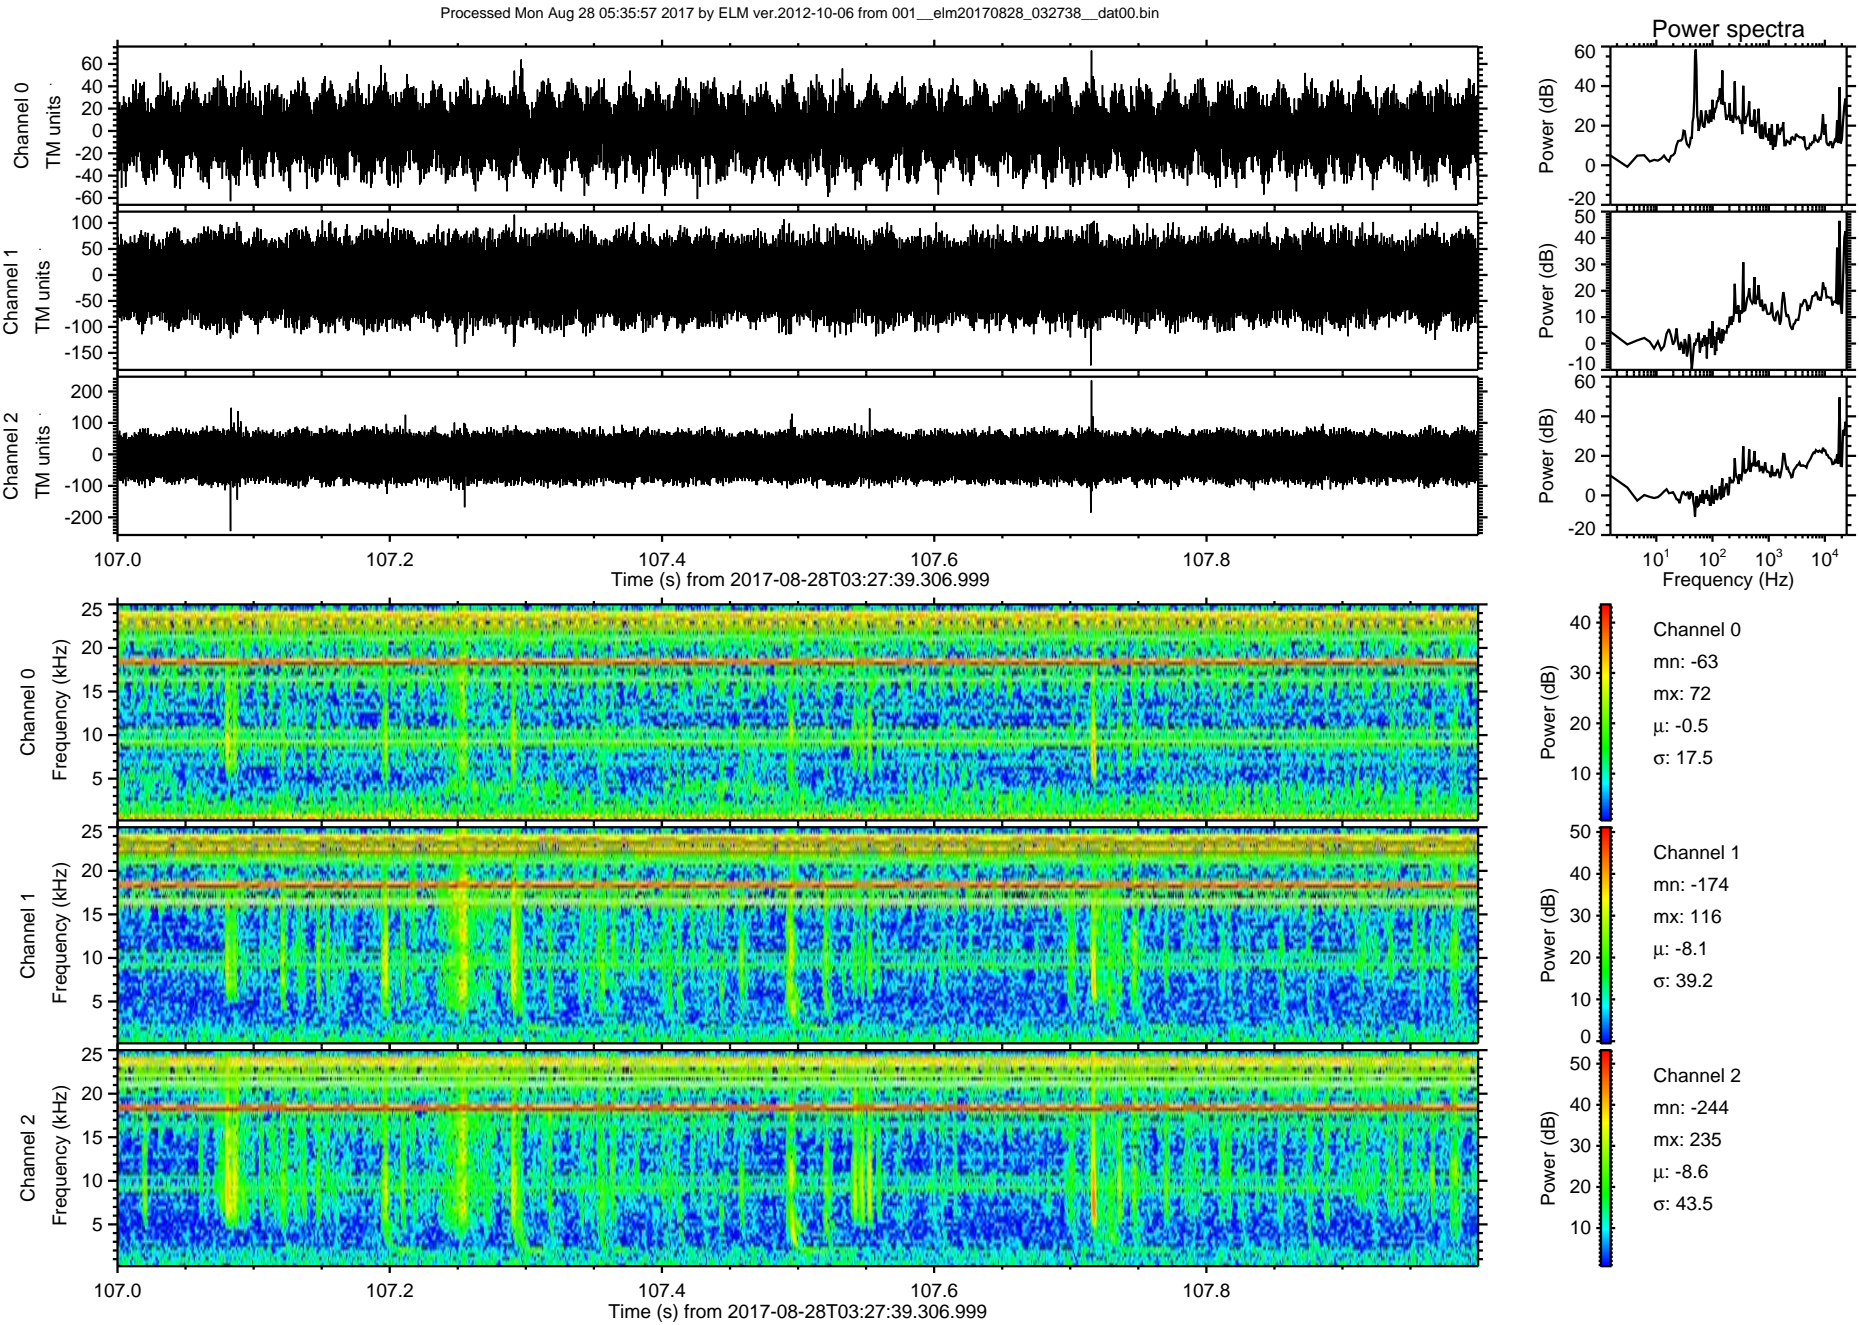 Processed Mon Aug 28 05:35:57 2017 by ELM ver.2012-10-06 from 001__elm20170828_032738__dat00.bin
Power spectra
Channel 0
TM units
60
40
20
0
-20
-40
-60
Power (dB)
60
40
20
0
-20
Channel 1
TM units
100
50
0
-50
-100
-150
Power (dB)
50
40
30
20
10
0
-10
Channel 2
TM units
200
100
0
-100
-200
Power (dB)
60
40
20
0
-20
107.0 107.2 107.4 107.6 107.8
Time (s) from 2017-08-28T03:27:39.306.999
10¹ 10² 10³ 10⁴
Frequency (Hz)
Channel 0
Frequency (kHz)
25
20
15
10
5
Power (dB)
40
30
20
10
Channel 0
mn: -63
mx: 72
μ: -0.5
σ: 17.5
Channel 1
Frequency (kHz)
25
20
15
10
5
Power (dB)
50
40
30
20
10
0
Channel 1
mn: -174
mx: 116
μ: -8.1
σ: 39.2
Channel 2
Frequency (kHz)
25
20
15
10
5
Power (dB)
50
40
30
20
10
Channel 2
mn: -244
mx: 235
μ: -8.6
σ: 43.5
107.0 107.2 107.4 107.6 107.8
Time (s) from 2017-08-28T03:27:39.306.999